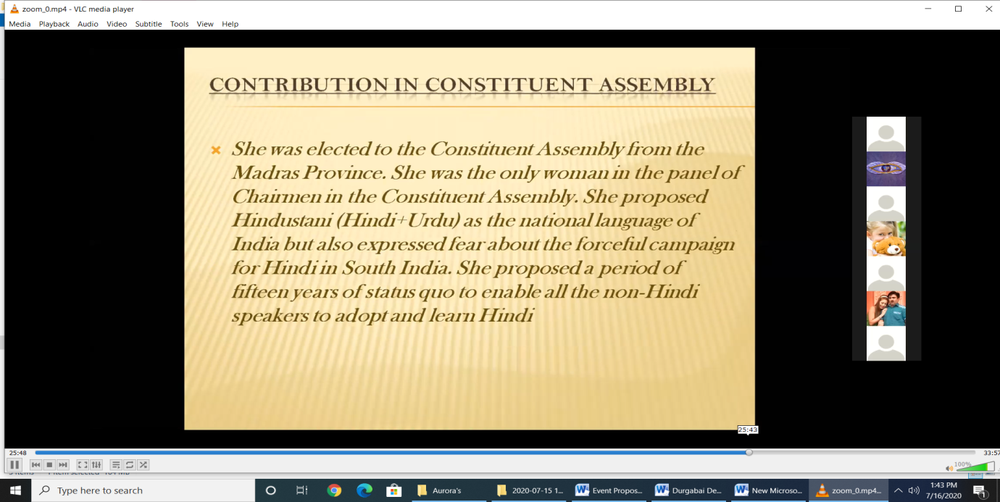 zoom_0.mp4 - VLC media player
Media Playback Audio Video Subtitle Tools View Help
CONTRIBUTION IN CONSTITUENT ASSEMBLY
She was elected to the Constituent Assembly from the
Madras Province. She was the only woman in the panel of
Chairmen in the Constituent Assembly. She proposed
Hindustani (Hindi+Urdu) as the national language of
India but also expressed fear about the forceful campaign
for Hindi in South India. She proposed a period of
fifteen years of status quo to enable all the non-Hindi
speakers to adopt and learn Hindi
25:43
25:48
33:57
100%
Type here to search
Aurora's
2020-07-15 1...
Event Propos...
Durgabai De...
New Microso...
zoom_0.mp4...
1:43 PM
7/16/2020
1